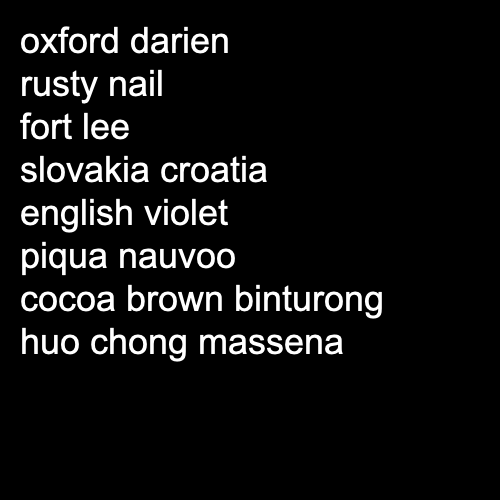 oxford darien
rusty nail
fort lee
slovakia croatia
english violet
piqua nauvoo
cocoa brown binturong
huo chong massena